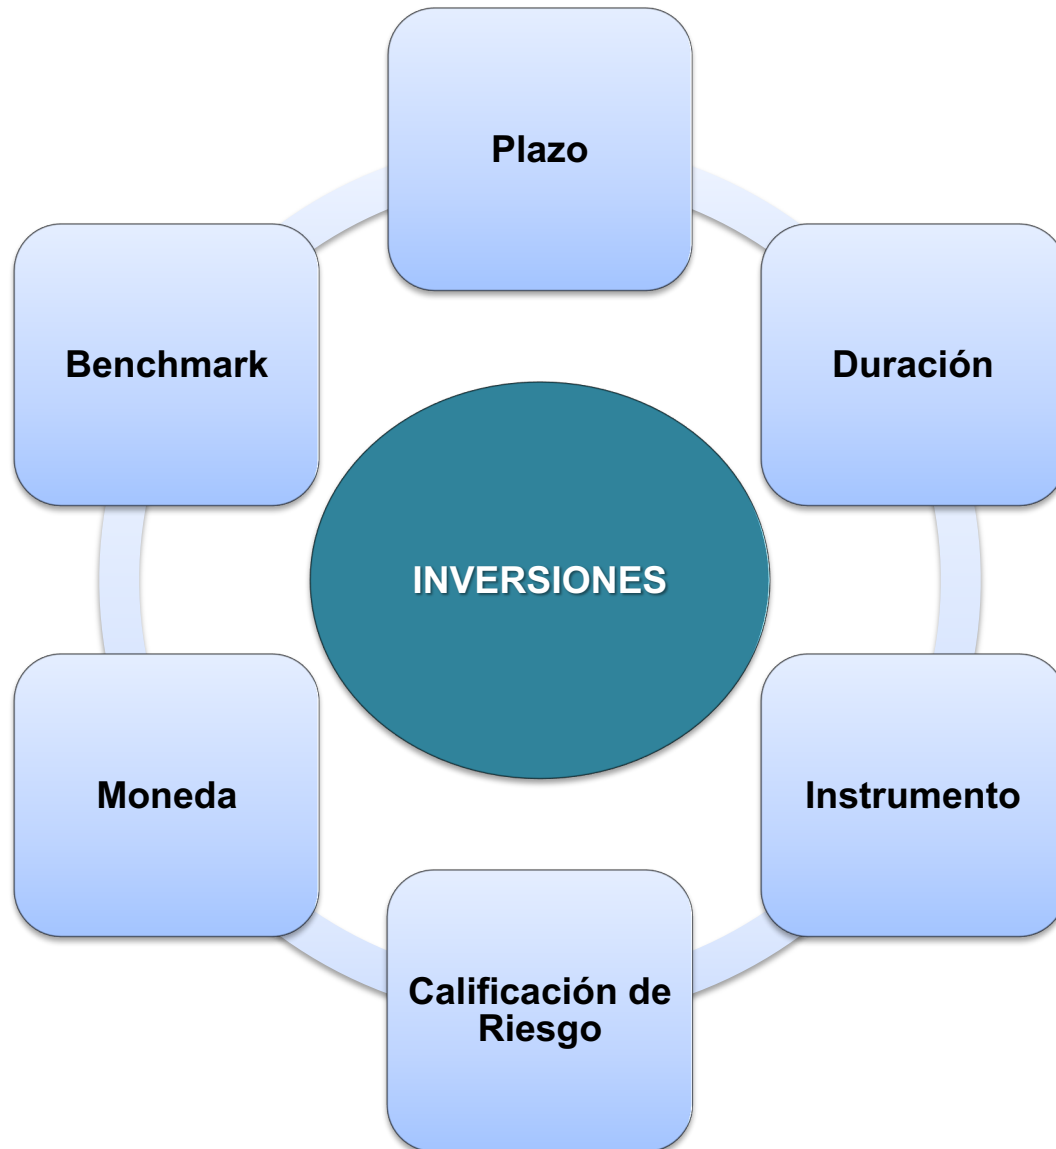 Plazo
Benchmark
Duración
INVERSIONES
Moneda
Instrumento
Calificación de
Riesgo